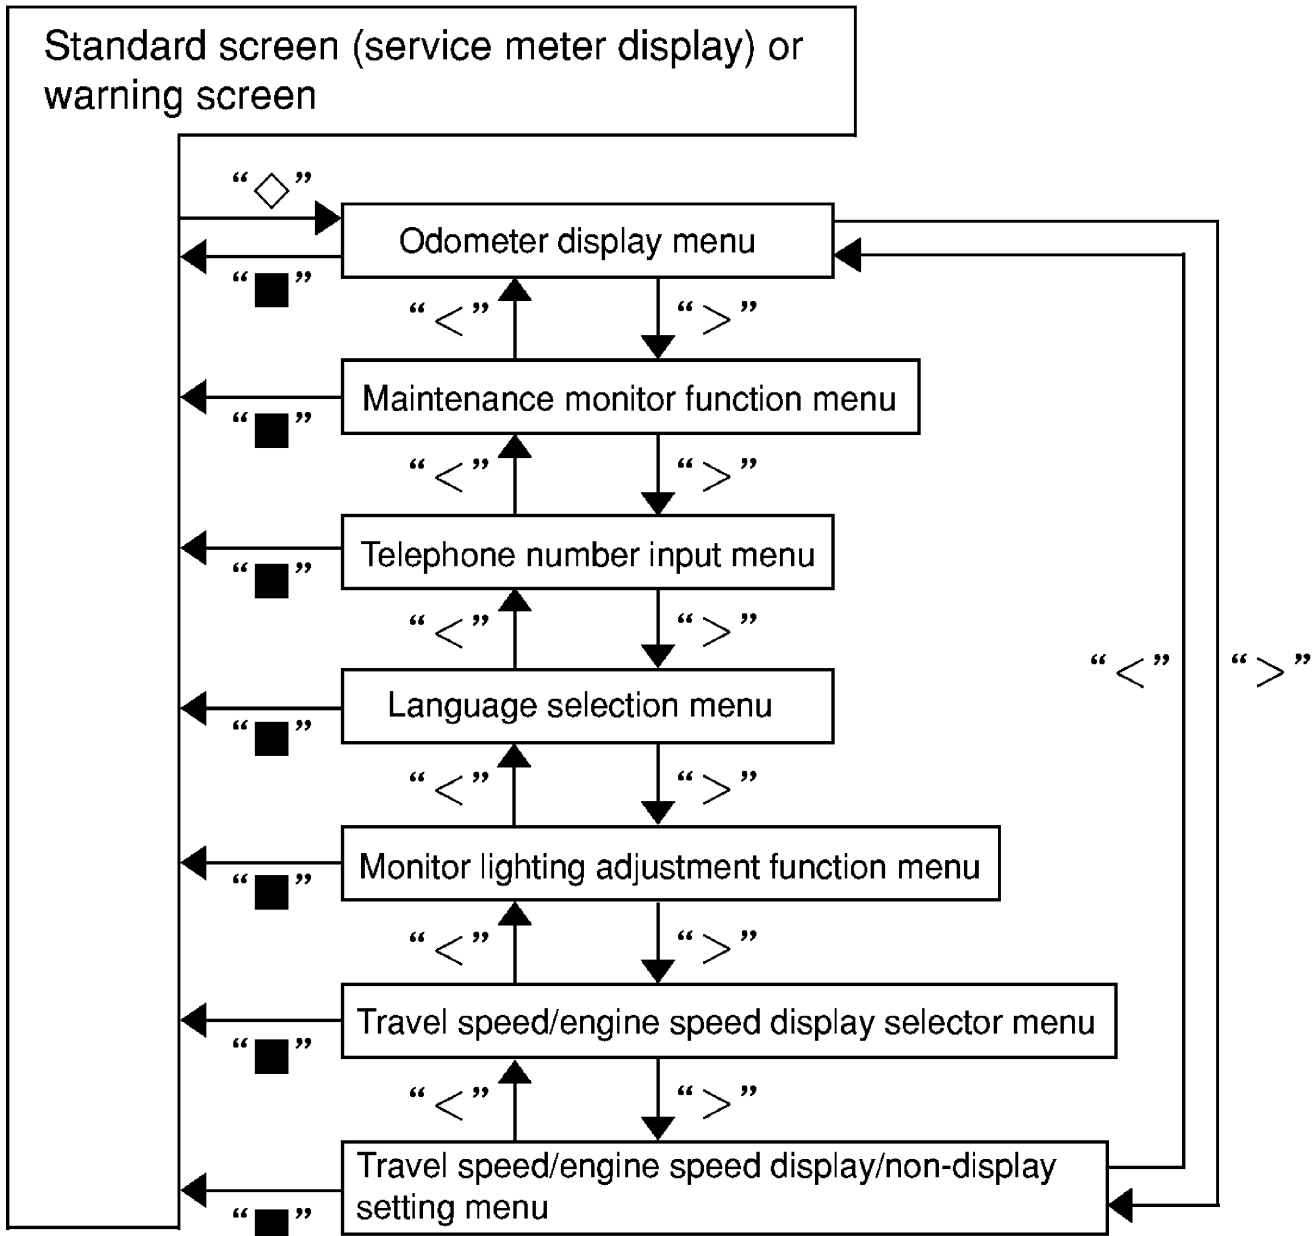 Standard screen (service meter display) or
warning screen
“◇”
Odometer display menu
“■”
“<” “>”
Maintenance monitor function menu
“■”
“<” “>”
Telephone number input menu
“■”
“<” “>”
“<” “>”
Language selection menu
“■”
“<” “>”
Monitor lighting adjustment function menu
“■”
“<” “>”
Travel speed/engine speed display selector menu
“■”
“<” “>”
Travel speed/engine speed display/non-display
setting menu
“■”